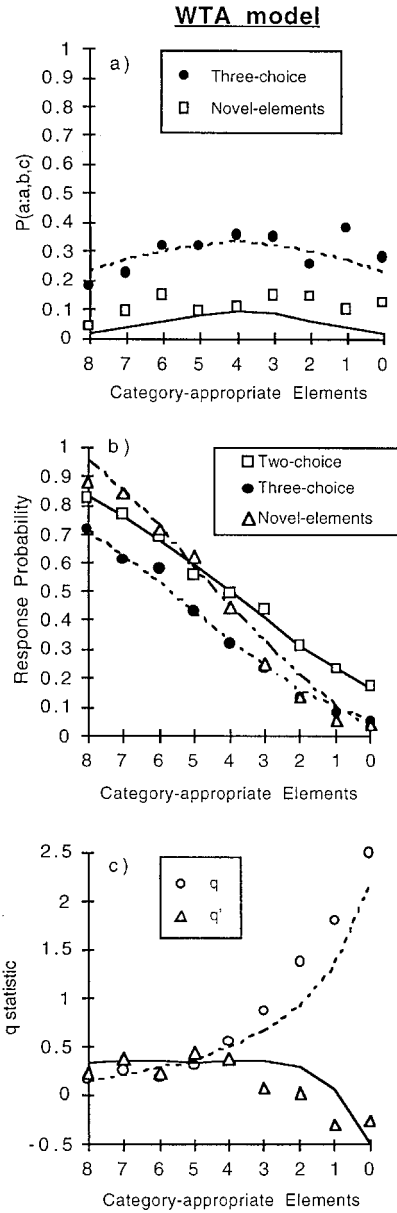 WTA model
a)
Three-choice
Novel-elements
P(a:a,b,c)
1
0.9
0.8
0.7
0.6
0.5
0.4
0.3
0.2
0.1
0
8 7 6 5 4 3 2 1 0
Category-appropriate Elements
b)
Two-choice
Three-choice
Novel-elements
Response Probability
1
0.9
0.8
0.7
0.6
0.5
0.4
0.3
0.2
0.1
0
8 7 6 5 4 3 2 1 0
Category-appropriate Elements
c)
q
q'
q statistic
2.5
2
1.5
1
0.5
0
-0.5
8 7 6 5 4 3 2 1 0
Category-appropriate Elements